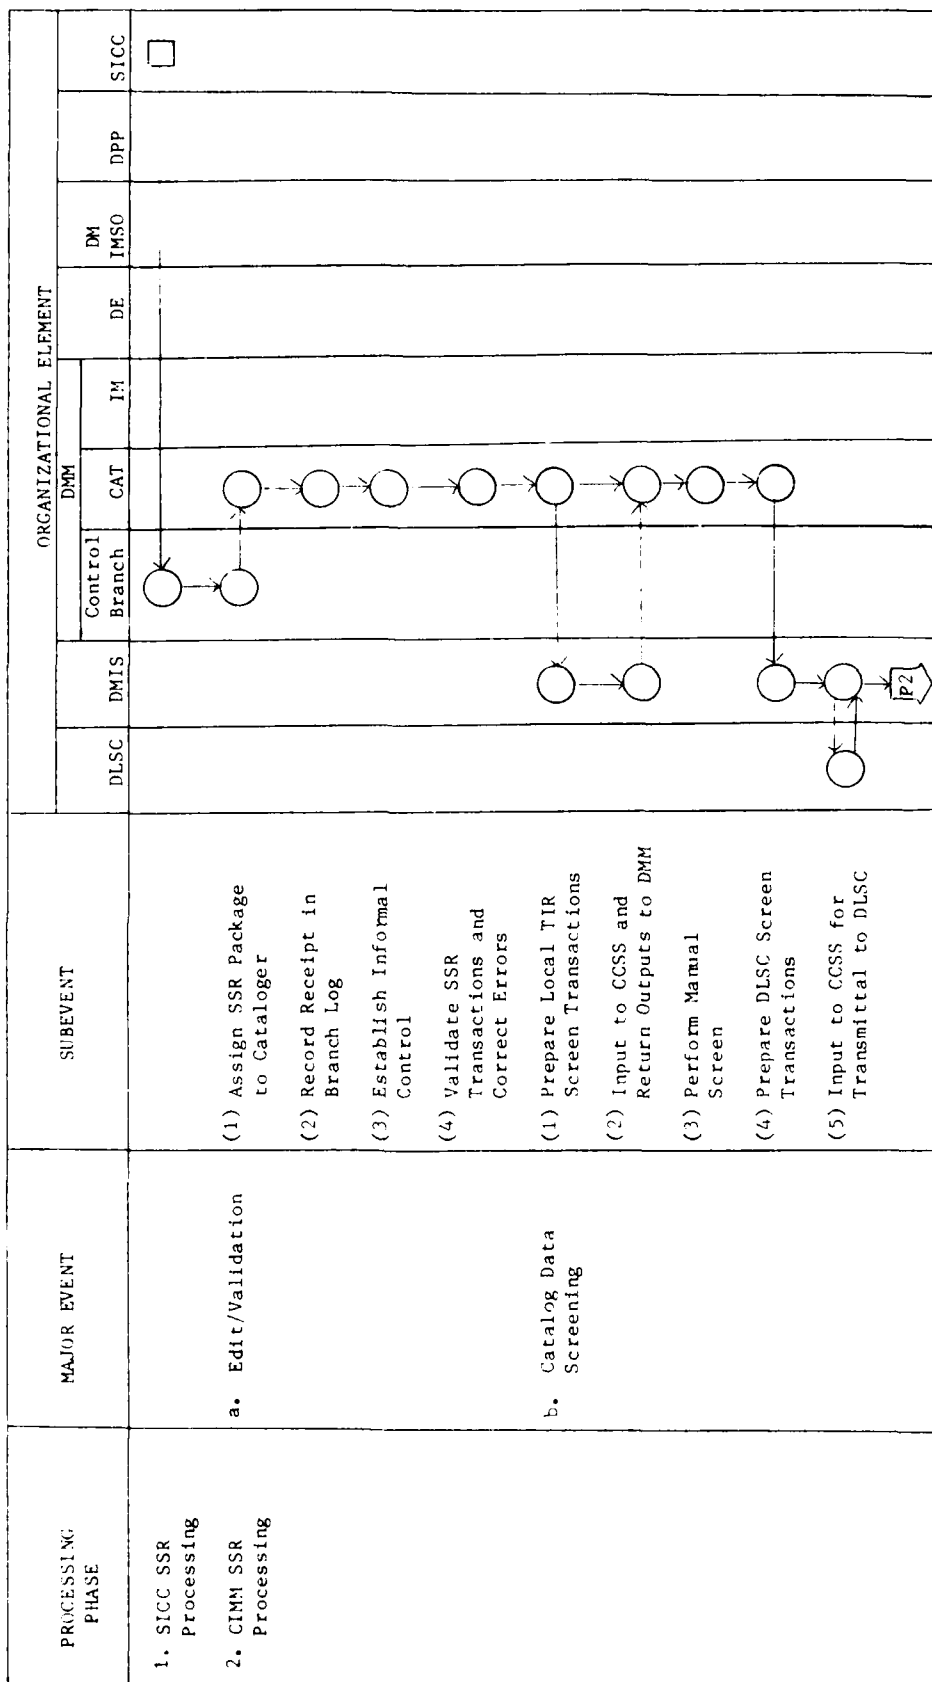 PROCESSING
PHASE
MAJOR EVENT
SUBEVENT
ORGANIZATIONAL ELEMENT
DLSC
DMIS
DMM
Control
Branch
CAT
IM
DE
DM
IMSO
DPP
SICC
1. SICC SSR
Processing
2. CIMM SSR
Processing
a. Edit/Validation
(1) Assign SSR Package
to Cataloger
(2) Record Receipt in
Branch Log
(3) Establish Informal
Control
(4) Validate SSR
Transactions and
Correct Errors
b. Catalog Data
Screening
(1) Prepare Local TIR
Screen Transactions
(2) Input to CCSS and
Return Outputs to DMM
(3) Perform Manual
Screen
(4) Prepare DLSC Screen
Transactions
(5) Input to CCSS for
Transmittal to DLSC
P2